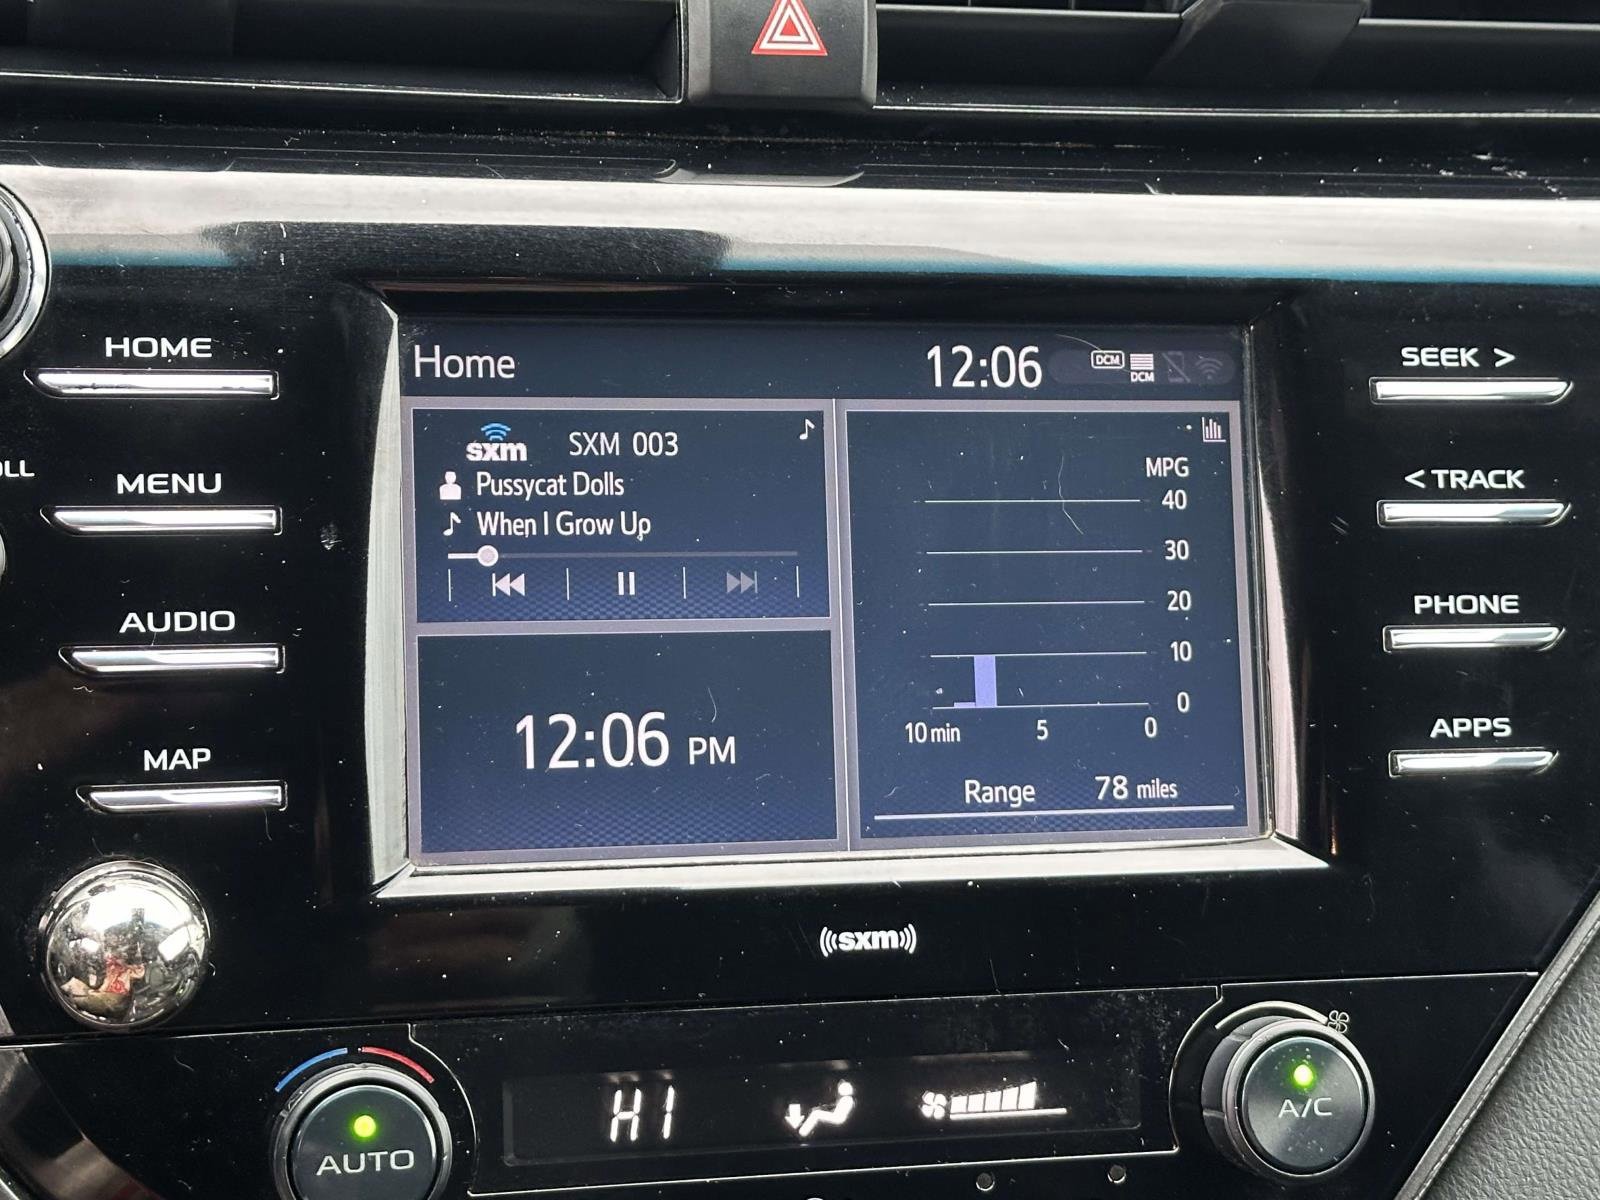 HOME
MENU
AUDIO
MAP
Home
12:06
DCM
DCM
sxm
SXM 003
Pussycat Dolls
When I Grow Up
12:06 PM
MPG
40
30
20
10
0
10 min 5 0
Range 78 miles
SEEK >
< TRACK
PHONE
APPS
sxm
AUTO
HI
A/C